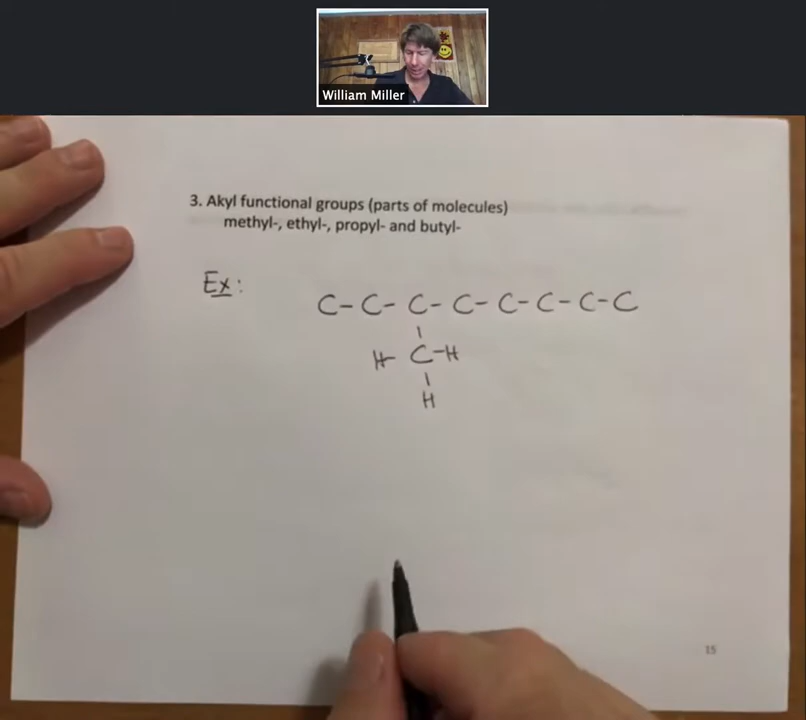 William Miller
3. Akyl functional groups (parts of molecules)
methyl-, ethyl-, propyl- and butyl-
Ex:
C-C-C-C-C-C-C-C
|
H-C-H
|
H
15